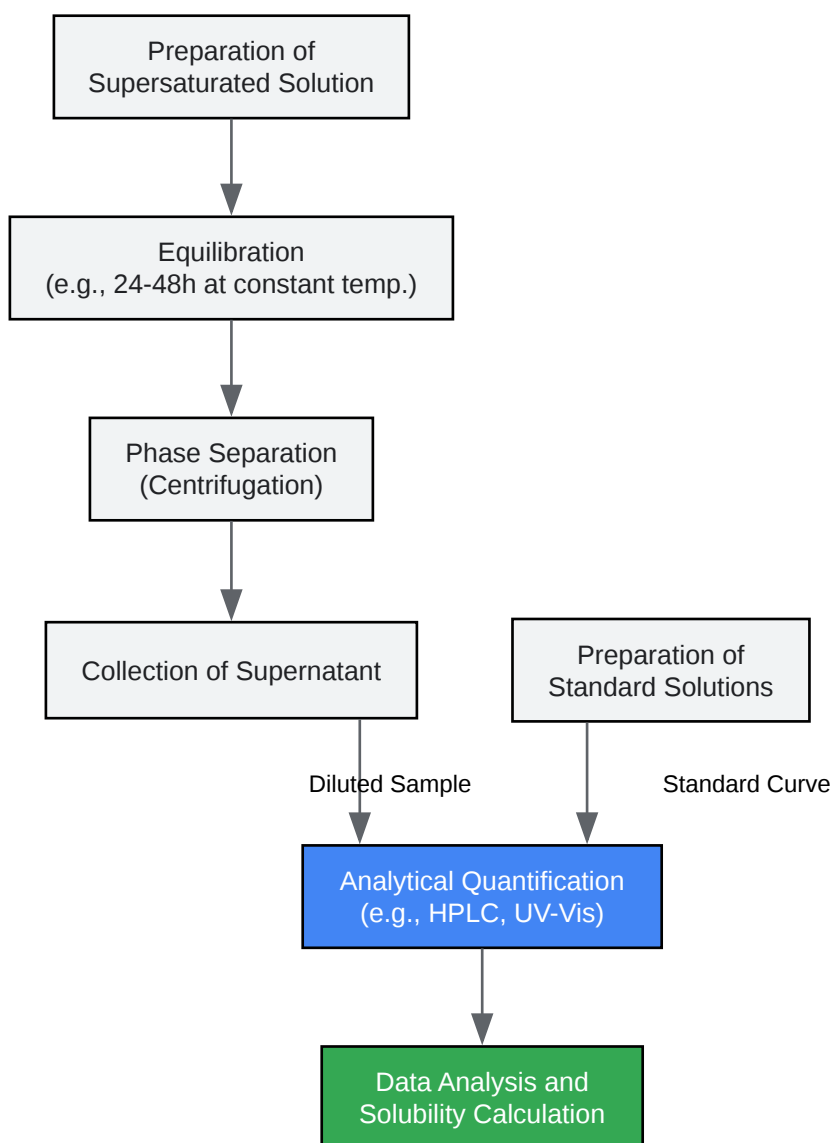 Preparation of
Supersaturated Solution
Equilibration
(e.g., 24-48h at constant temp.)
Phase Separation
(Centrifugation)
Collection of Supernatant
Preparation of
Standard Solutions
Diluted Sample
Standard Curve
Analytical Quantification
(e.g., HPLC, UV-Vis)
Data Analysis and
Solubility Calculation